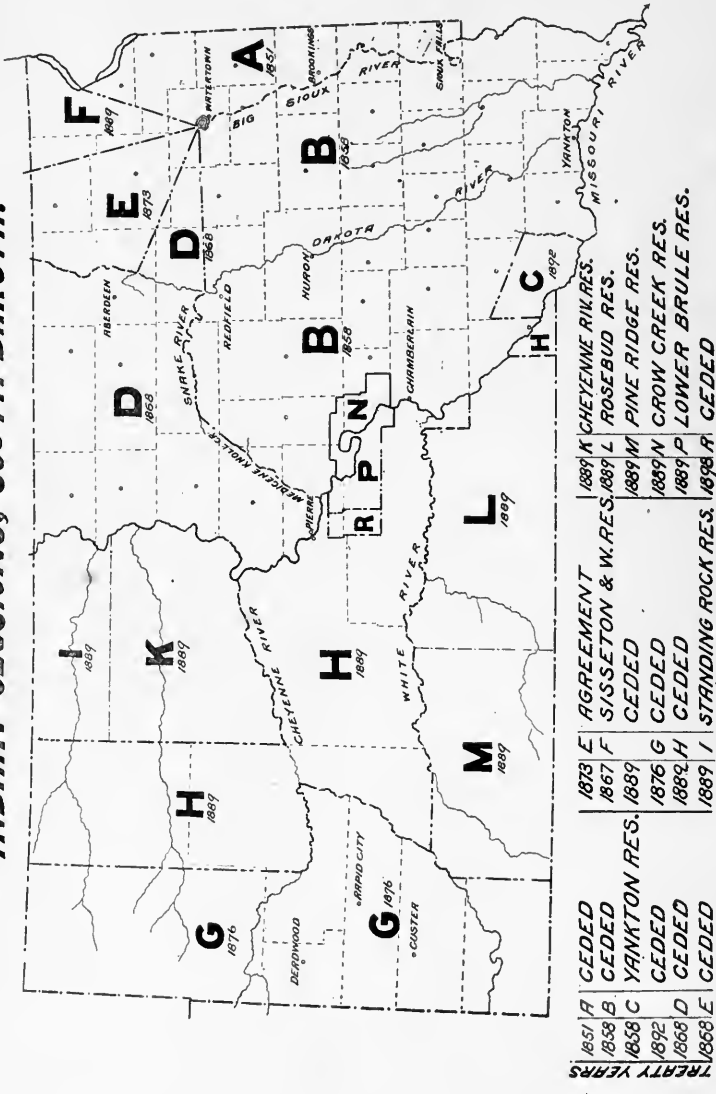 INDIAN CESSIONS, SOUTH DAKOTA.
F
1889
A
1851
WATERTOWN
BROOKINGS
BIG SIOUX RIVER
SIOUX FALLS
E
1873
D
1868
B
1858
ABERDEEN
REDFIELD
HURON
DAKOTA RIVER
YANKTON
MISSOURI RIVER
D
1868
SNAKE RIVER
MEDICENE KNOLL CR.
B
1858
C
1892
H
CHAMBERLAIN
PIERRE
N
P
R
I
1889
K
1889
CHEYENNE RIVER
H
1889
WHITE RIVER
L
1889
H
1889
M
1889
G
1876
DEADWOOD
RAPID CITY
G 1876
CUSTER
TREATY YEARS
1851 A CEDED
1858 B CEDED
1858 C YANKTON RES.
1892 CEDED
1868 D CEDED
1868 E CEDED
1873 E AGREEMENT
1867 F SISSETON & W. RES.
1889 CEDED
1876 G CEDED
1889 H CEDED
1889 I STANDING ROCK RES.
1889 K CHEYENNE RIV. RES.
1889 L ROSEBUD RES.
1889 M PINE RIDGE RES.
1889 N CROW CREEK RES.
1889 P LOWER BRULE RES.
1898 R CEDED